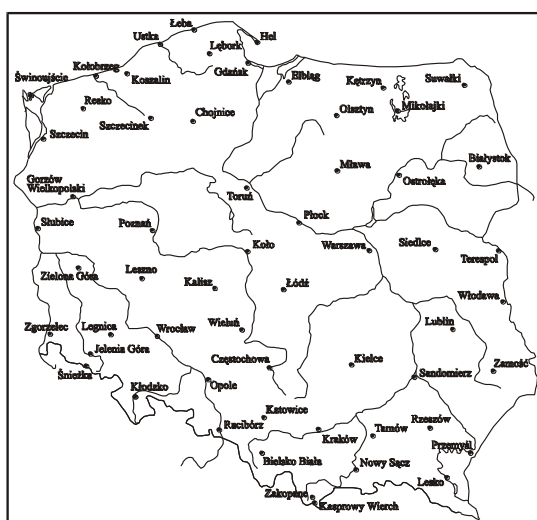 Łeba
Ustka
Hel
Lębork
Kołobrzeg
Koszalin
Gdańsk
Elbląg
Kętrzyn
Suwałki
Świnoujście
Resko
Szczecinek
Chojnice
Olsztyn
Mikołajki
Szczecin
Mława
Białystok
Ostrołęka
Gorzów
Wielkopolski
Toruń
Słubice
Poznań
Płock
Koło
Warszawa
Siedlce
Terespol
Zielona Góra
Leszno
Kalisz
Łódź
Włodawa
Zgorzelec
Legnica
Wrocław
Wieluń
Lublin
Jelenia Góra
Śnieżka
Częstochowa
Kielce
Sandomierz
Zamość
Kłodzko
Opole
Katowice
Racibórz
Kraków
Tarnów
Rzeszów
Przemyśl
Bielsko Biała
Nowy Sącz
Lesko
Zakopane
Kasprowy Wierch